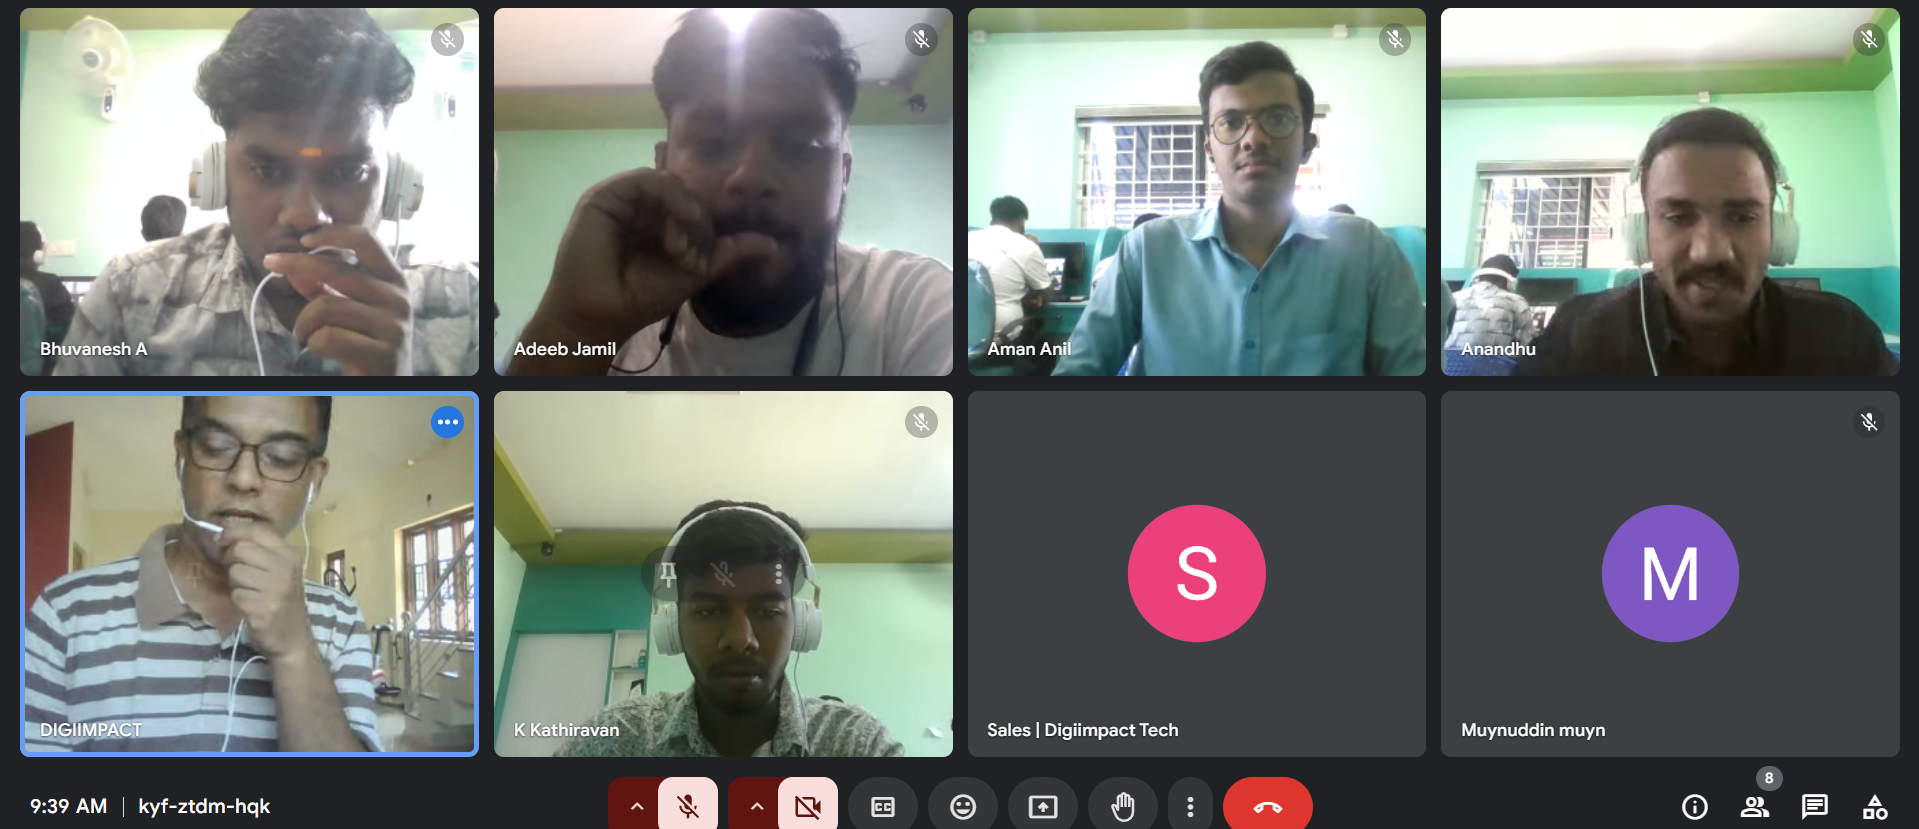 Bhuvanesh A
Adeeb Jamil
Aman Anil
Anandhu
DIGIIMPACT
K Kathiravan
S
Sales | Digiimpact Tech
M
Muynuddin muyn
8
9:39 AM | kyf-ztdm-hqk
CC